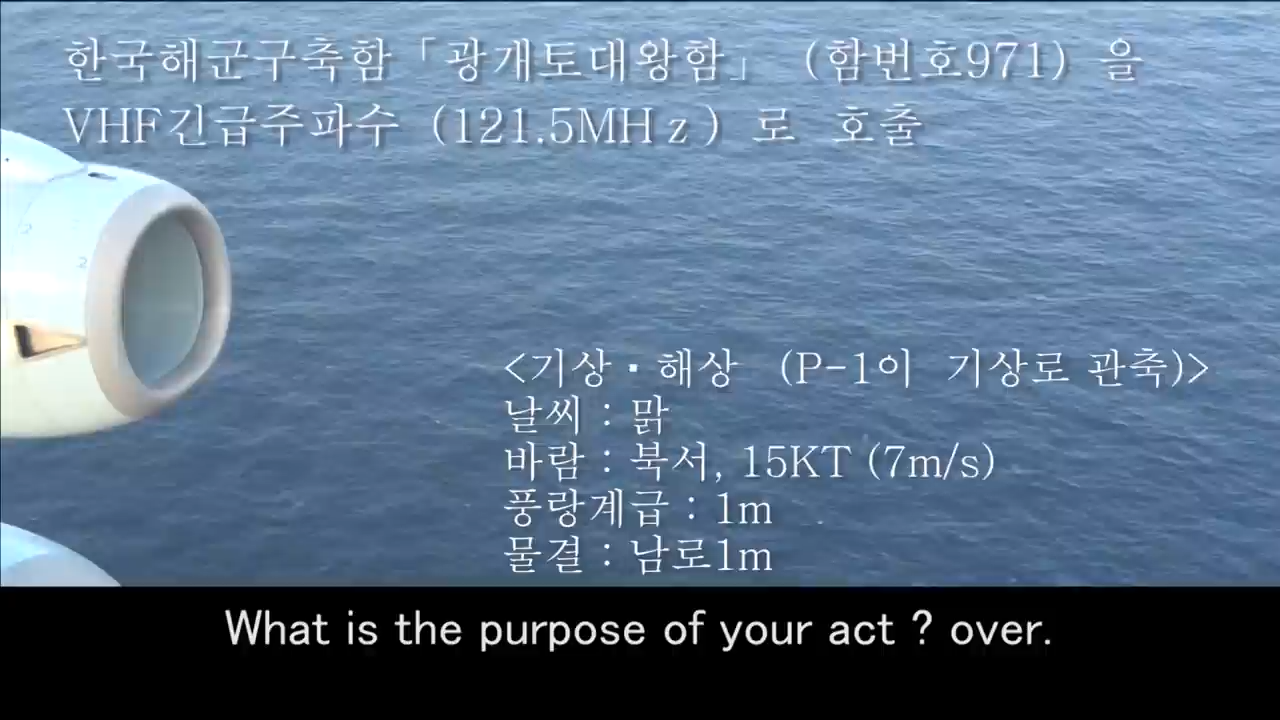 한국해군구축함「광개토대왕함」 (함번호971) 을
VHF긴급주파수 (121.5MHz) 로 호출
<기상・해상 (P-1이 기상로 관축)>
날씨 : 맑
바람 : 북서, 15KT (7m/s)
풍랑계급 : 1m
물결 : 남로1m
What is the purpose of your act ? over.